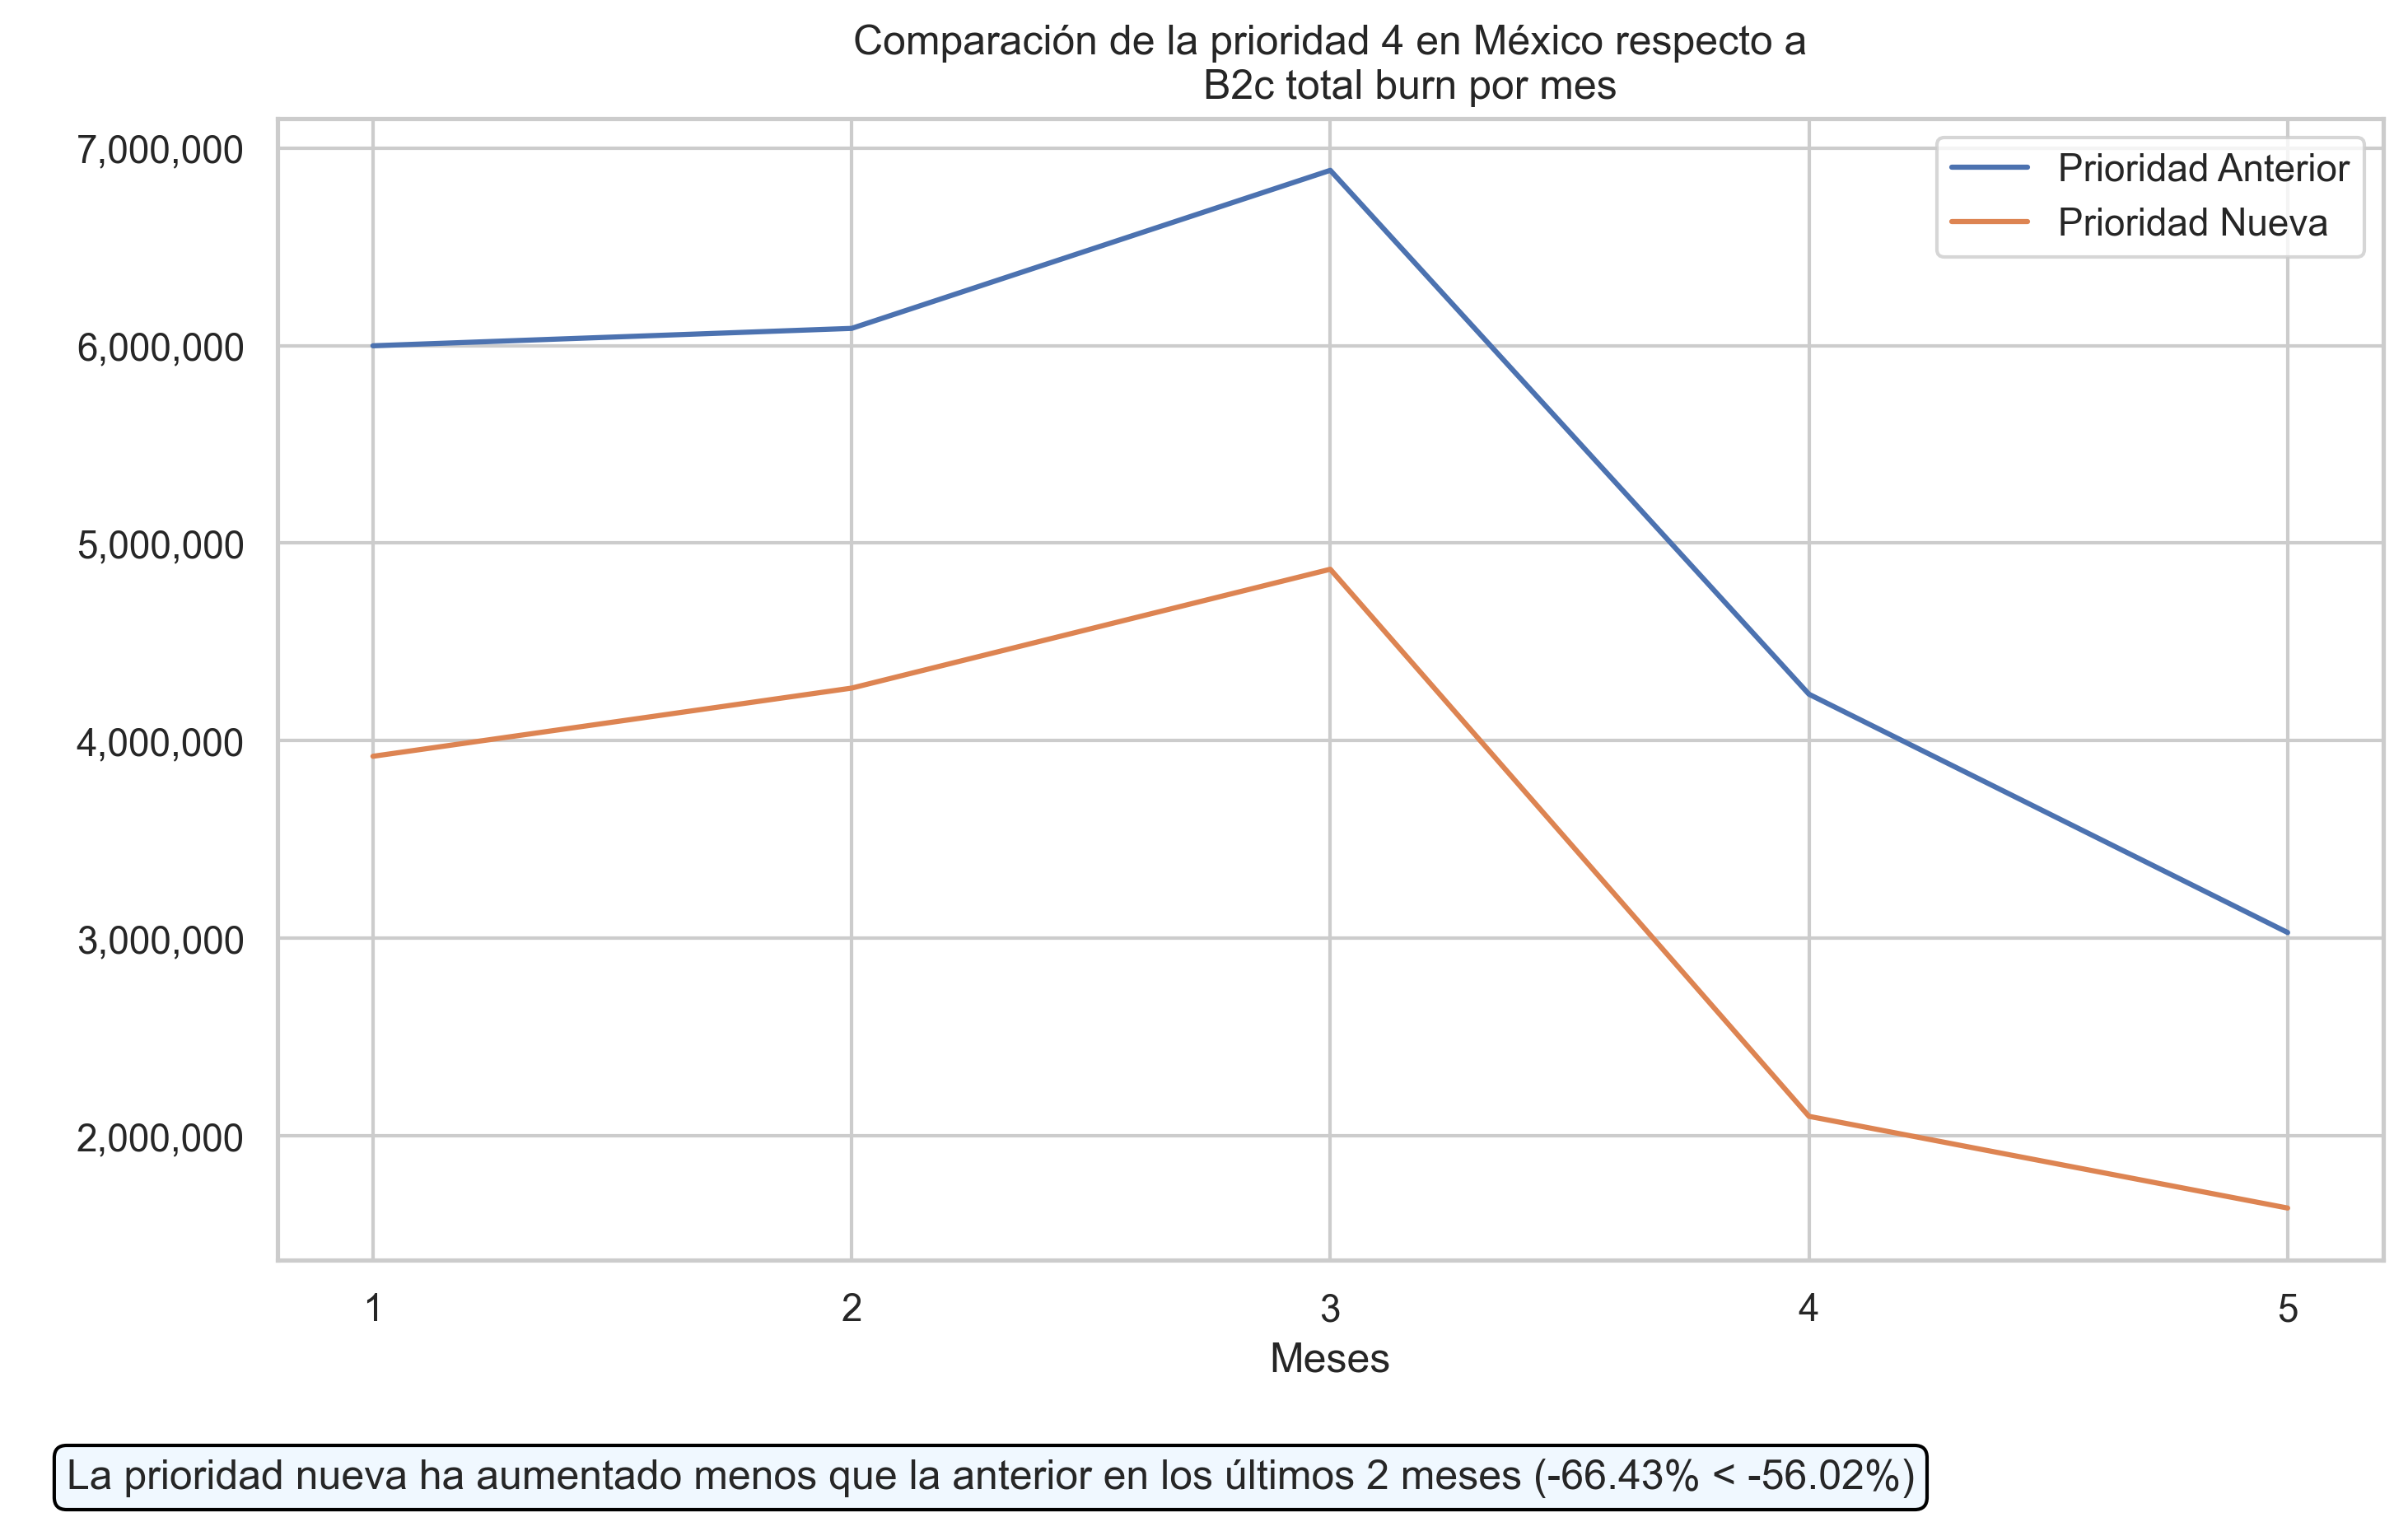 Comparación de la prioridad 4 en México respecto a
B2c total burn por mes
7,000,000
6,000,000
5,000,000
4,000,000
3,000,000
2,000,000
Prioridad Anterior
Prioridad Nueva
1 2 3 4 5
Meses
La prioridad nueva ha aumentado menos que la anterior en los últimos 2 meses (-66.43% < -56.02%)